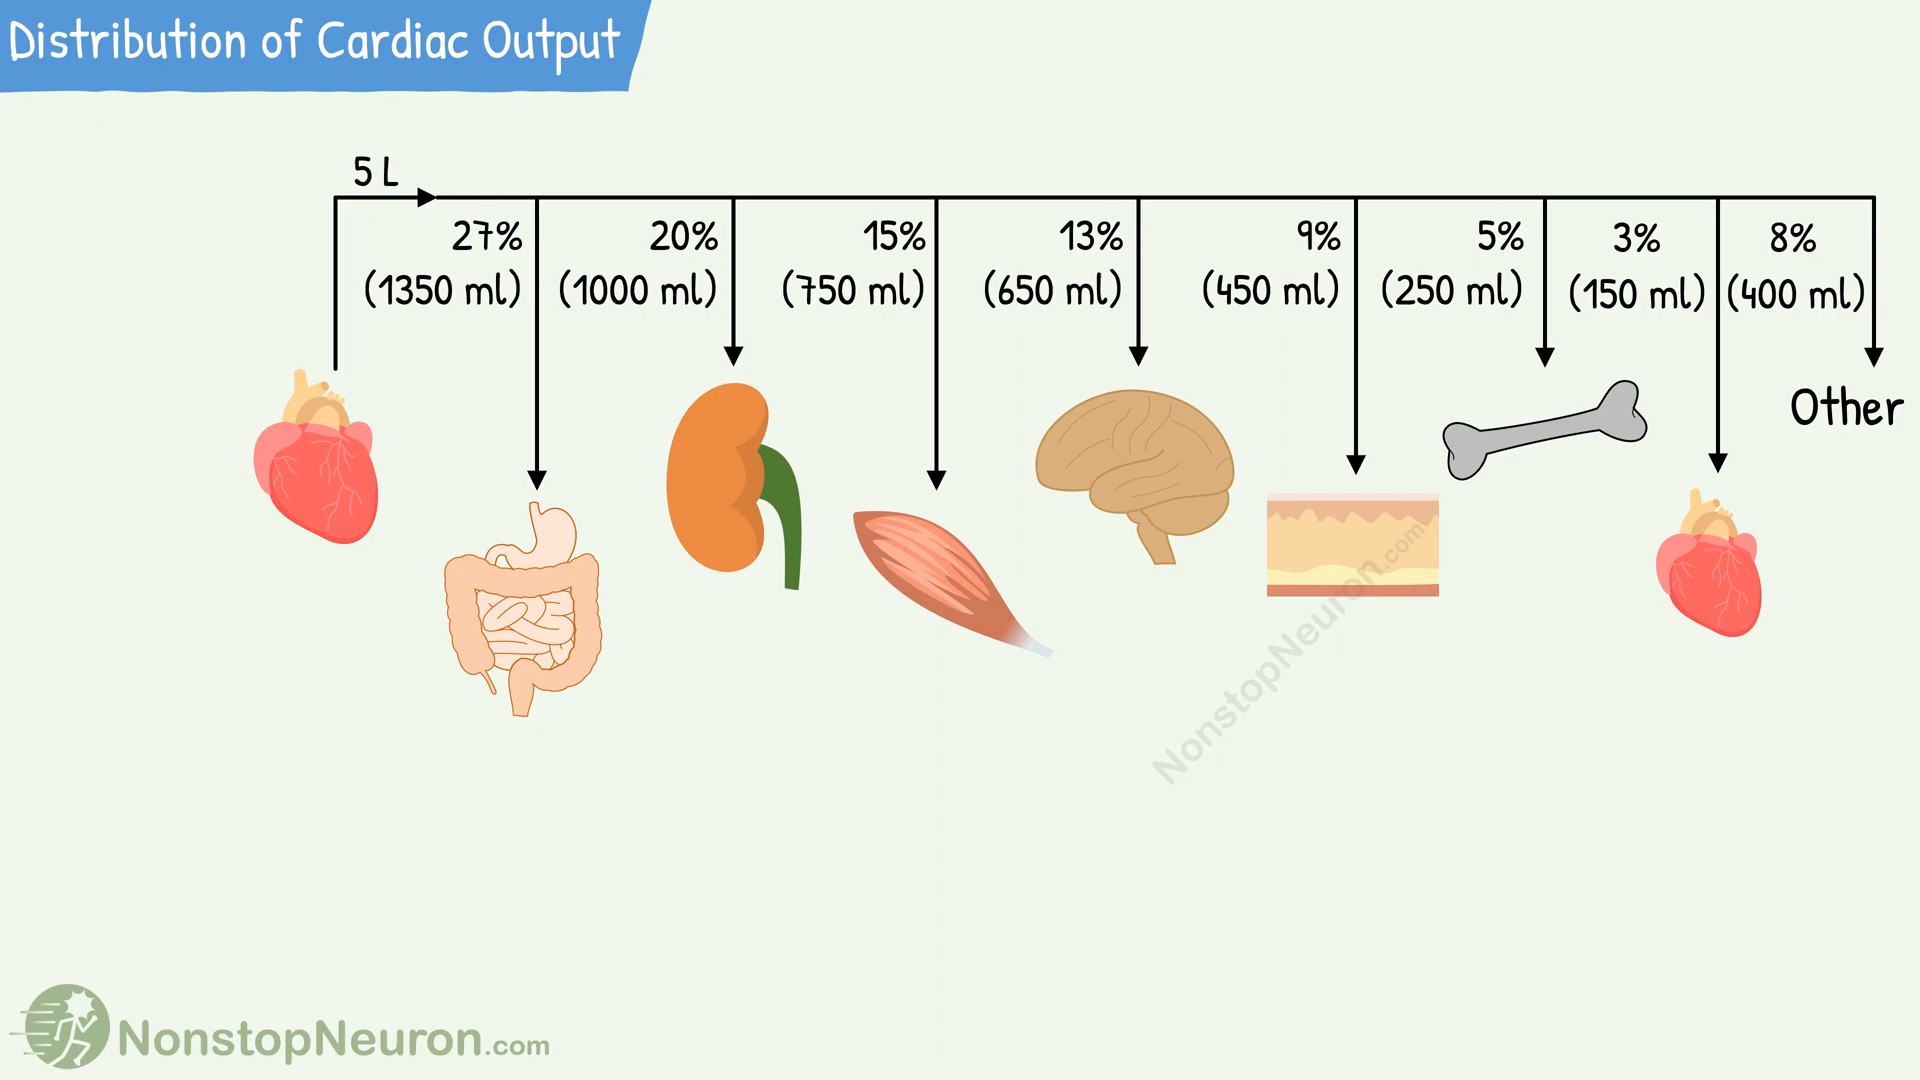 Distribution of Cardiac Output
5 L
27%
(1350 ml)
20%
(1000 ml)
15%
(750 ml)
13%
(650 ml)
9%
(450 ml)
5%
(250 ml)
3%
(150 ml)
8%
(400 ml)
Other
NonstopNeuron.com
NonstopNeuron.com